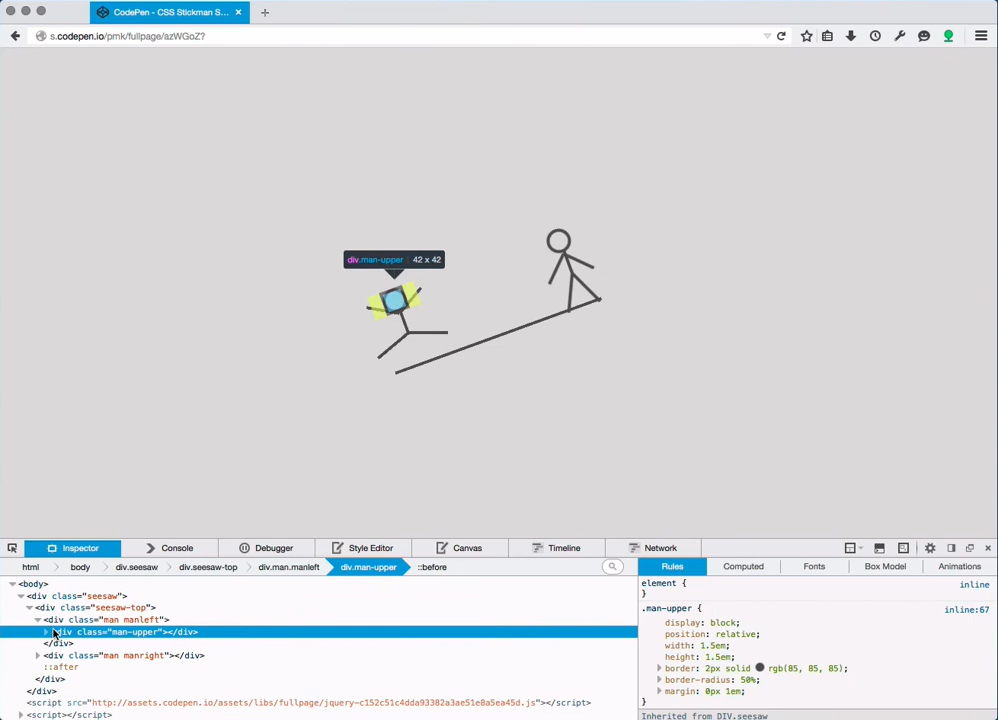 CodePen - CSS Stickman S... ×
s.codepen.io/pmk/fullpage/azWGoZ?
div.man-upper 42 x 42
Inspector Console Debugger Style Editor Canvas Timeline Network
html body div.seesaw div.seesaw-top div.man.manleft div.man-upper ::before
Rules Computed Fonts Box Model Animations
<body>
<div class="seesaw">
<div class="seesaw-top">
<div class="man manleft">
div class="man-upper"></div>
</div>
<div class="man manright"></div>
::after
</div>
</div>
<script src="http://assets.codepen.io/assets/libs/fullpage/jquery-c152c51c4dda93382a3ae51e8a5ea45d.js"></script>
<script></script>
element { inline
}
.man-upper { inline:67
display: block;
position: relative;
width: 1.5em;
height: 1.5em;
border: 2px solid rgb(85, 85, 85);
border-radius: 50%;
margin: 0px 1em;
}
Inherited from DIV.seesaw